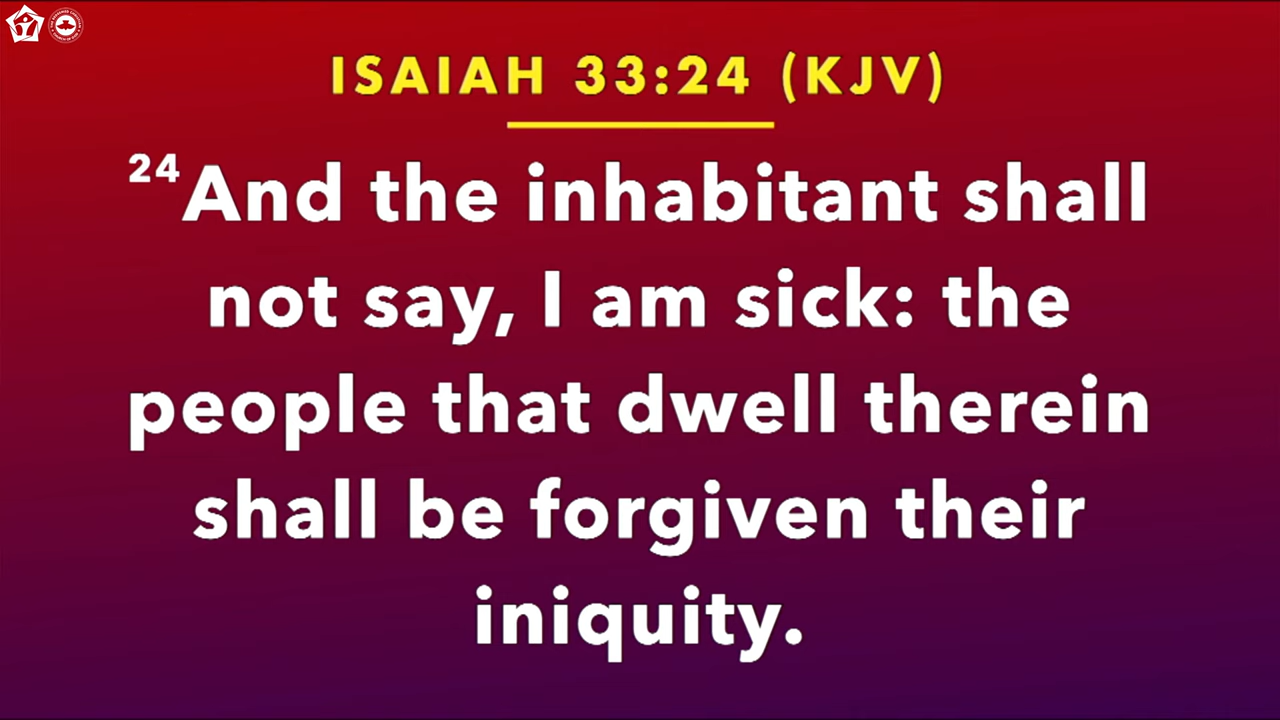 ISAIAH 33:24 (KJV)
24And the inhabitant shall
not say, I am sick: the
people that dwell therein
shall be forgiven their
iniquity.